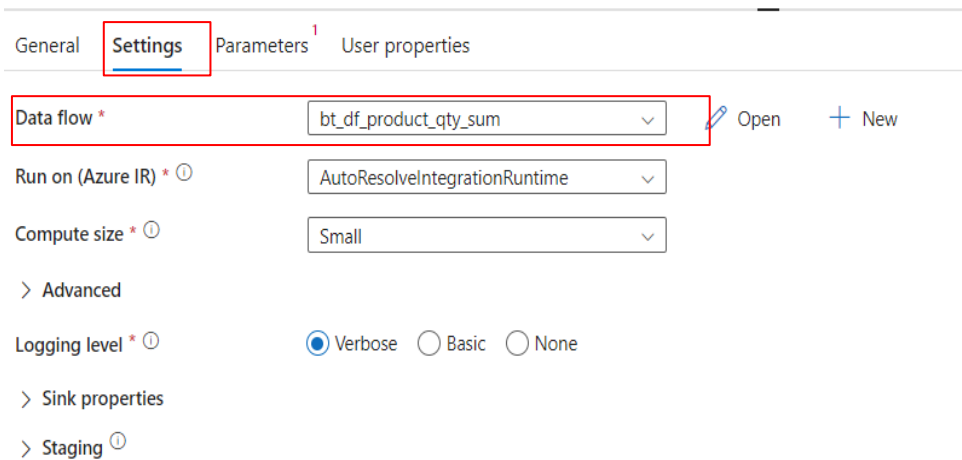 General Settings Parameters 1 User properties
Data flow * bt_df_product_qty_sum Open + New
Run on (Azure IR) * AutoResolveIntegrationRuntime
Compute size * Small
Advanced
Logging level * Verbose Basic None
Sink properties
Staging